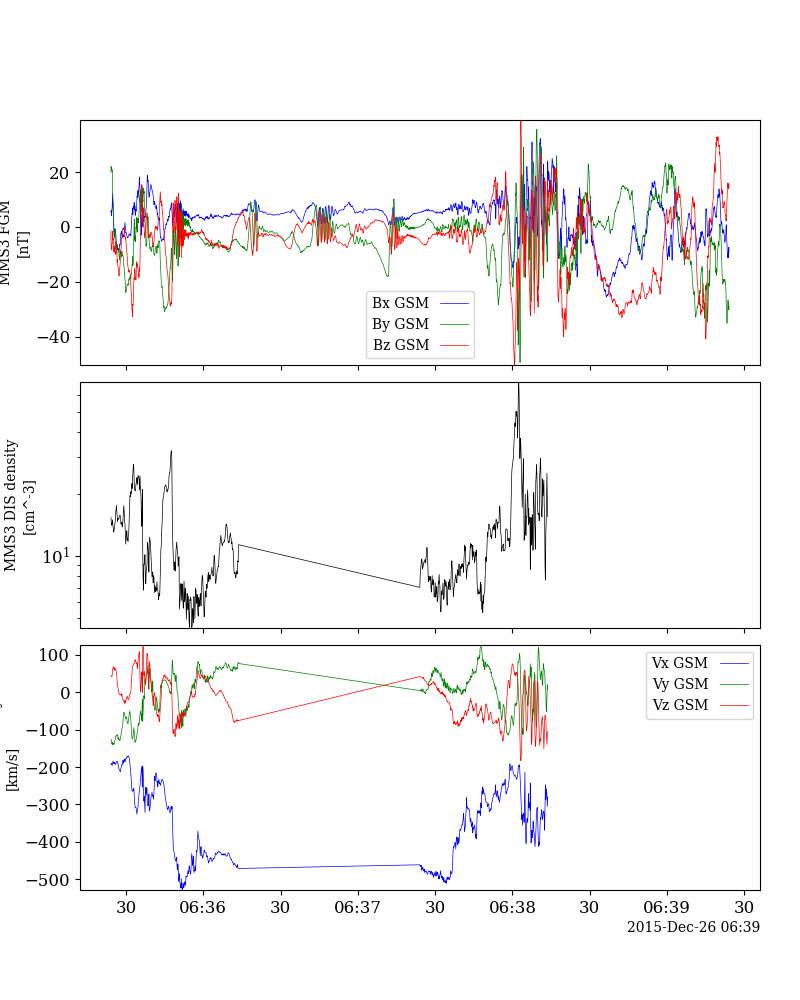 MMS3 FGM
[nT]
20
0
−20
−40
Bx GSM
By GSM
Bz GSM
MMS3 DIS density
[cm^-3]
10^1
[km/s]
100
0
−100
−200
−300
−400
−500
Vx GSM
Vy GSM
Vz GSM
30 06:36 30 06:37 30 06:38 30 06:39 30
2015-Dec-26 06:39